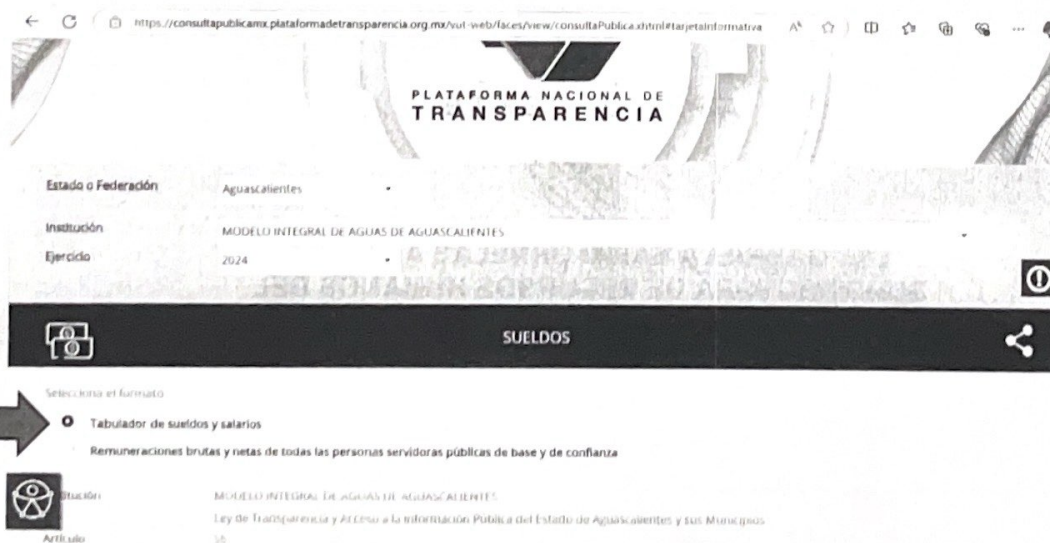 https://consultapublicamx.plataformadetransparencia.org.mx/vut-web/faces/view/consultaPublica.xhtml#tarjetaInformativa
PLATAFORMA NACIONAL DE
TRANSPARENCIA
Estado o Federación Aguascalientes
Institución MODELO INTEGRAL DE AGUAS DE AGUASCALIENTES
Ejercicio 2024
SUELDOS
Selecciona el formato
Tabulador de sueldos y salarios
Remuneraciones brutas y netas de todas las personas servidoras públicas de base y de confianza
titución MODELO INTEGRAL DE AGUAS DE AGUASCALIENTES
Ley de Transparencia y Acceso a la Información Pública del Estado de Aguascalientes y sus Municipios
Artículo